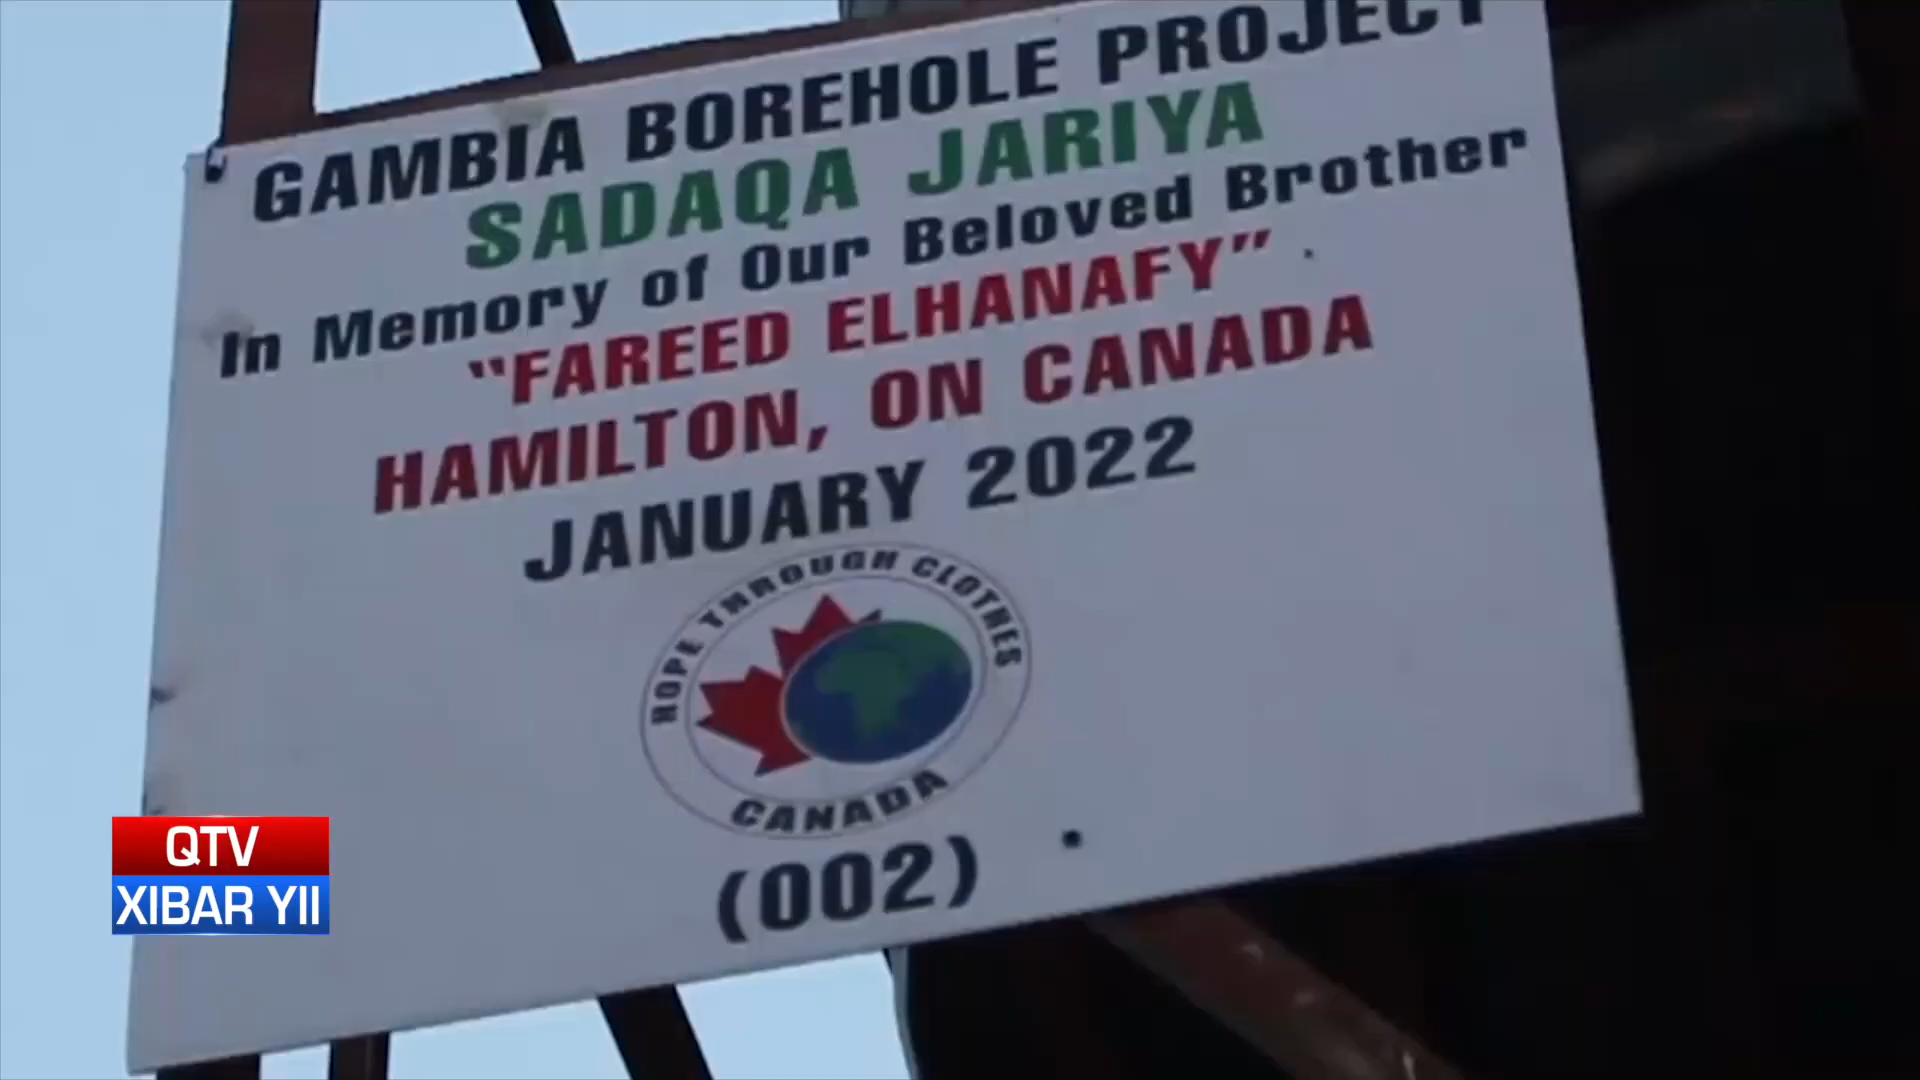 GAMBIA BOREHOLE PROJECT
SADAQA JARIYA
In Memory of Our Beloved Brother
"FAREED ELHANAFY"
HAMILTON, ON CANADA
JANUARY 2022
HOPE THROUGH CLOTHES
CANADA
(002)
QTV
XIBAR YII